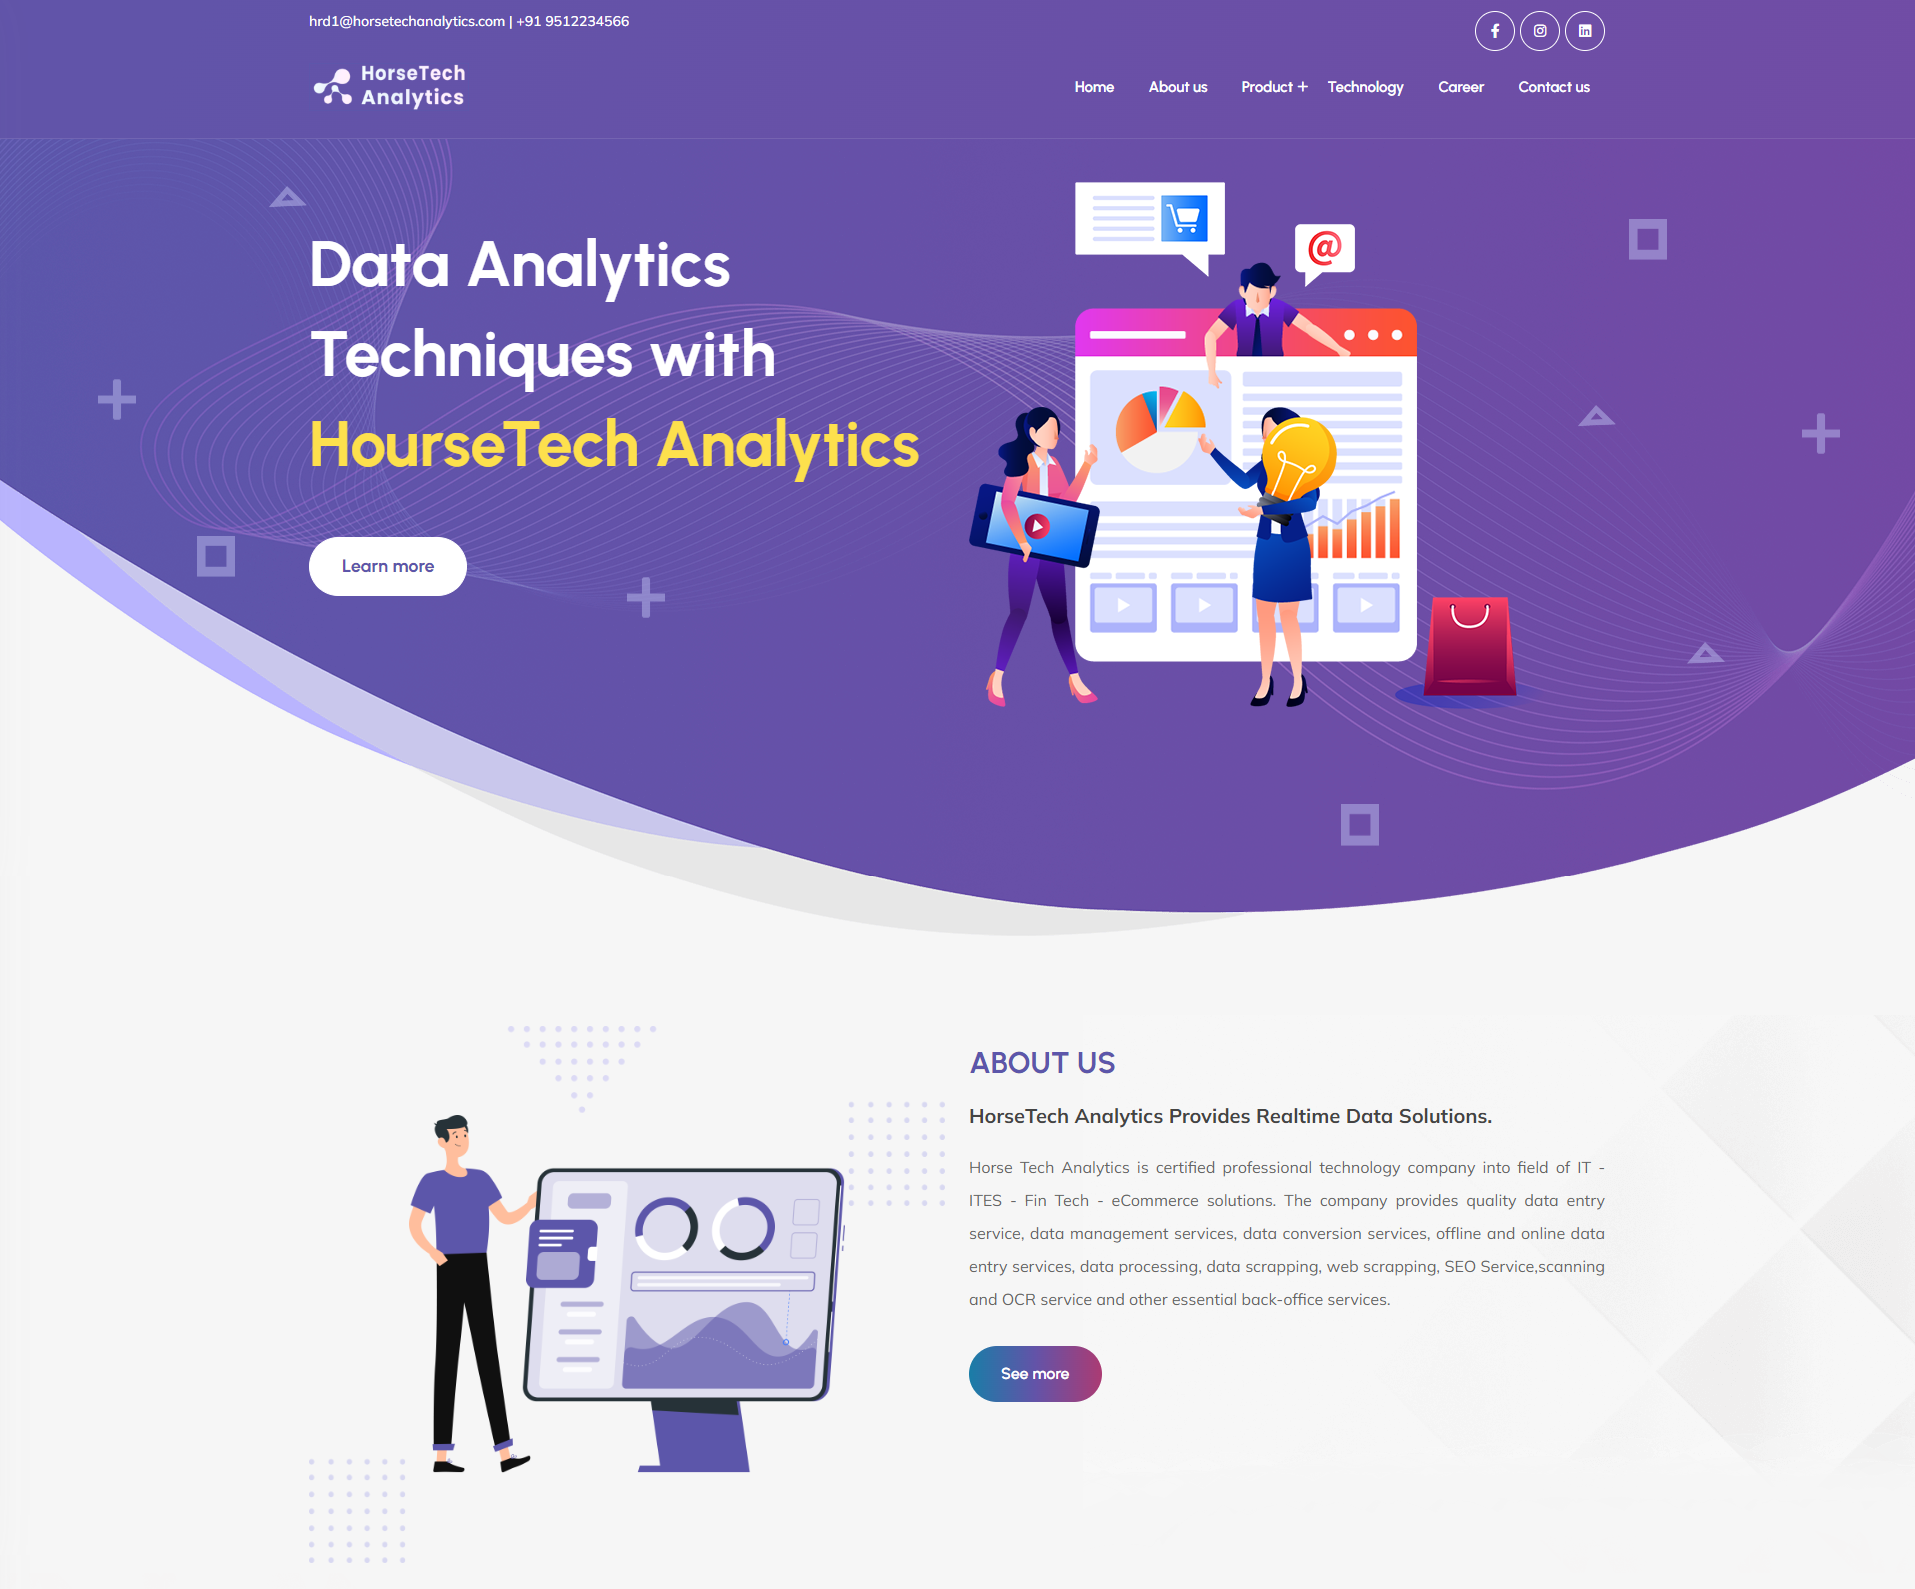 hrd1@horsetechanalytics.com | +91 9512234566
HorseTech
Analytics
Home About us Product + Technology Career Contact us
Data Analytics
Techniques with
HourseTech Analytics
Learn more
@
ABOUT US
HorseTech Analytics Provides Realtime Data Solutions.
Horse Tech Analytics is certified professional technology company into field of IT -
ITES - Fin Tech - eCommerce solutions. The company provides quality data entry
service, data management services, data conversion services, offline and online data
entry services, data processing, data scrapping, web scrapping, SEO Service,scanning
and OCR service and other essential back-office services.
See more